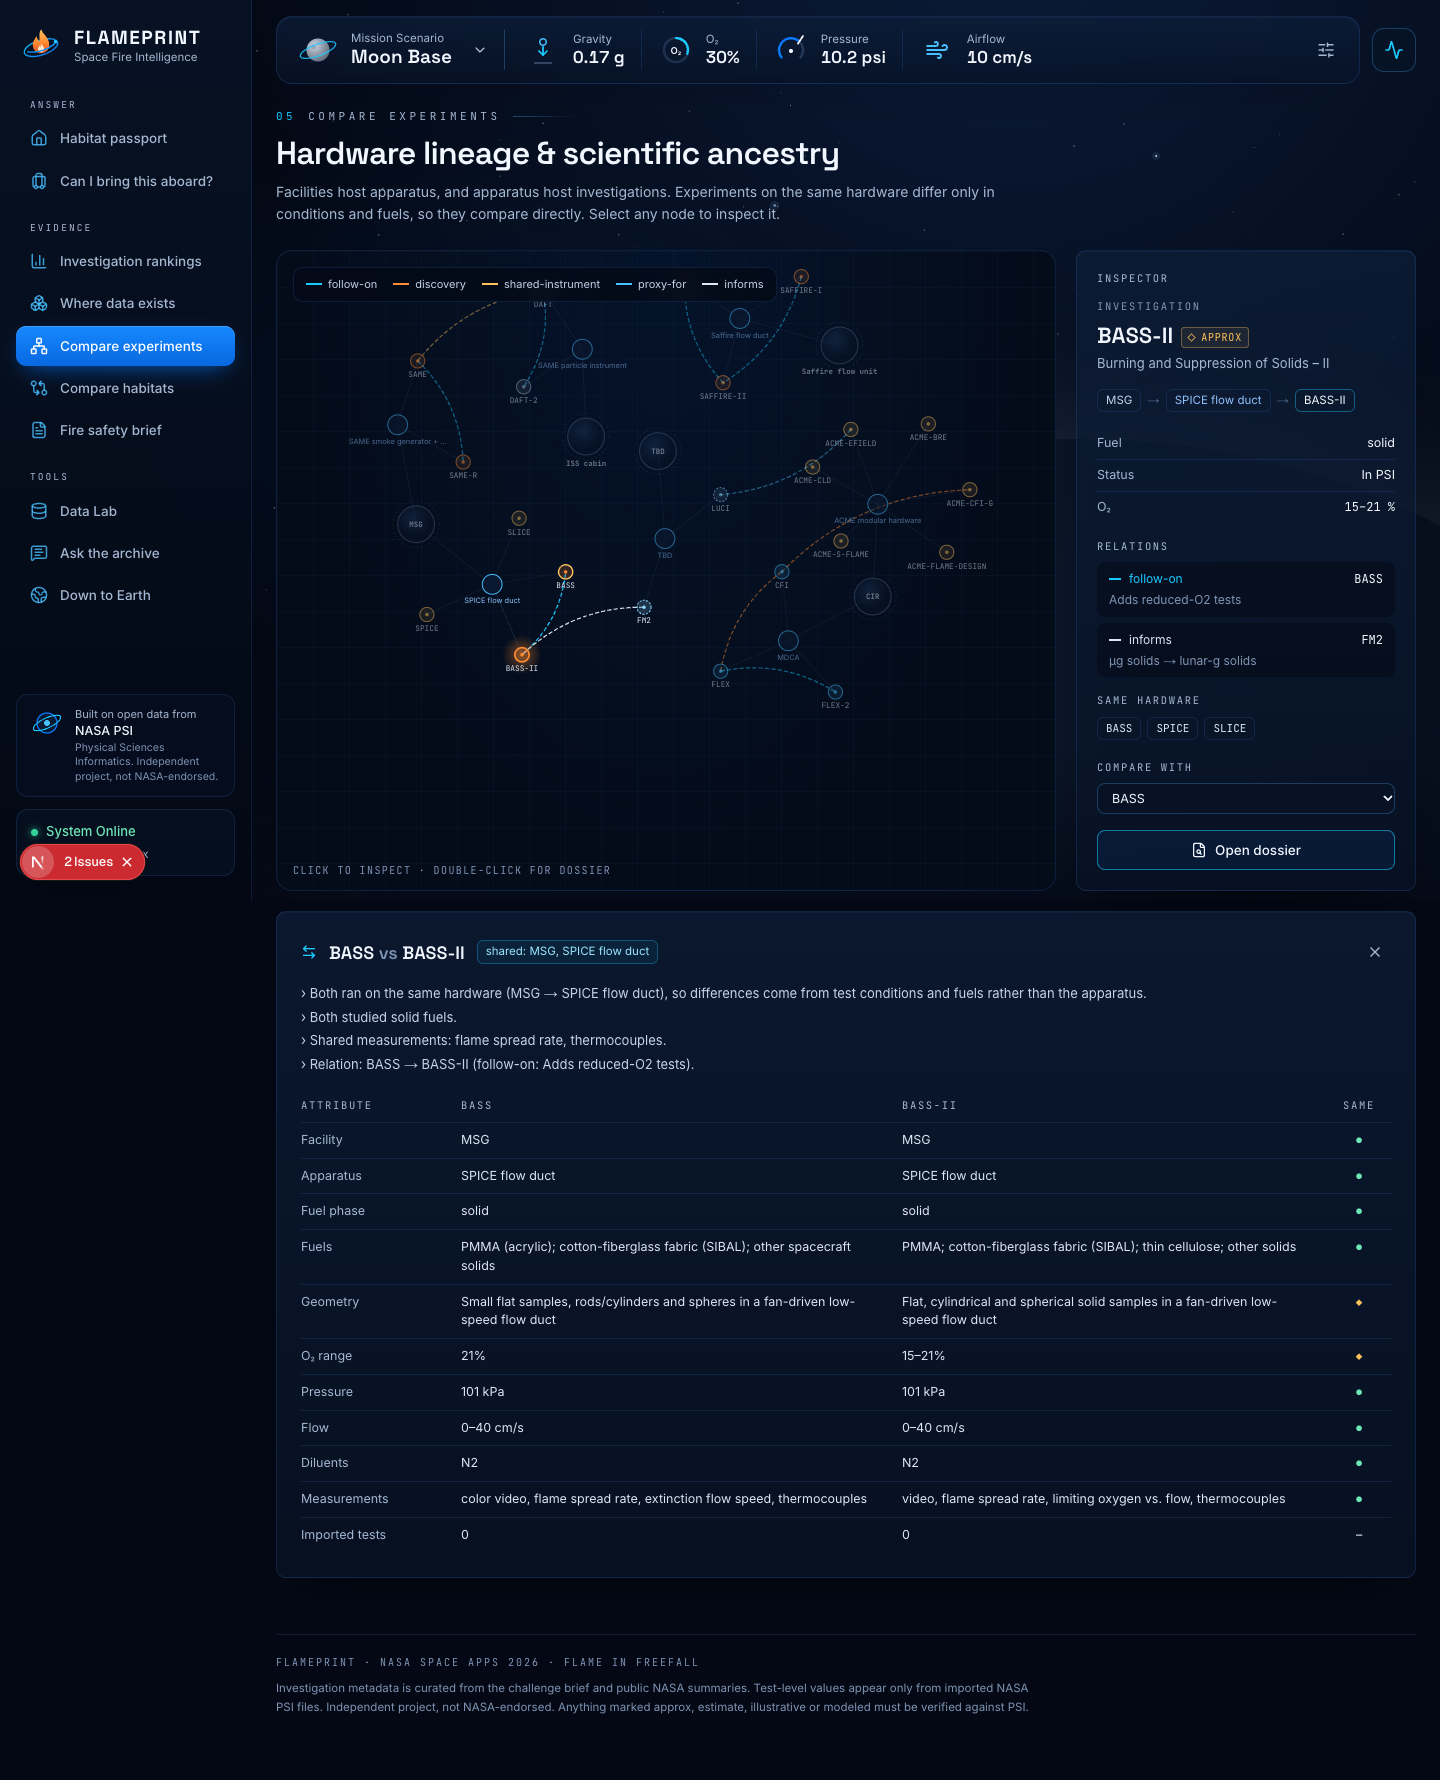 FLAMEPRINT
Space Fire Intelligence
ANSWER
Habitat passport
Can I bring this aboard?
EVIDENCE
Investigation rankings
Where data exists
Compare experiments
Compare habitats
Fire safety brief
TOOLS
Data Lab
Ask the archive
Down to Earth
Built on open data from
NASA PSI
Physical Sciences
Informatics. Independent
project, not NASA-endorsed.
System Online
2 Issues
Mission Scenario
Moon Base
Gravity
0.17 g
O₂
O₂
30%
Pressure
10.2 psi
Airflow
10 cm/s
05 COMPARE EXPERIMENTS
Hardware lineage & scientific ancestry
Facilities host apparatus, and apparatus host investigations. Experiments on the same hardware differ only in
conditions and fuels, so they compare directly. Select any node to inspect it.
follow-on discovery shared-instrument proxy-for informs
SAFFIRE-I
DAFT
Saffire flow duct
SAME particle instrument
Saffire flow unit
SAME
DAFT-2
SAFFIRE-II
SAME smoke generator + ...
ISS cabin
TBD
ACME-EFIELD
ACME-BRE
SAME-R
ACME-CLD
LUCI
ACME-CFI-G
MSG
SLICE
ACME modular hardware
TBD
ACME-S-FLAME
ACME-FLAME-DESIGN
BASS
CFI
CIR
SPICE flow duct
SPICE
FM2
BASS-II
MDCA
FLEX
FLEX-2
CLICK TO INSPECT · DOUBLE-CLICK FOR DOSSIER
INSPECTOR
INVESTIGATION
BASS-II ◇ APPROX
Burning and Suppression of Solids – II
MSG → SPICE flow duct → BASS-II
Fuel solid
Status In PSI
O₂ 15–21 %
RELATIONS
follow-on BASS
Adds reduced-O2 tests
informs FM2
µg solids → lunar-g solids
SAME HARDWARE
BASS SPICE SLICE
COMPARE WITH
BASS
Open dossier
BASS vs BASS-II shared: MSG, SPICE flow duct
› Both ran on the same hardware (MSG → SPICE flow duct), so differences come from test conditions and fuels rather than the apparatus.
› Both studied solid fuels.
› Shared measurements: flame spread rate, thermocouples.
› Relation: BASS → BASS-II (follow-on: Adds reduced-O2 tests).
ATTRIBUTE BASS BASS-II SAME
Facility MSG MSG ●
Apparatus SPICE flow duct SPICE flow duct ●
Fuel phase solid solid ●
Fuels PMMA (acrylic); cotton-fiberglass fabric (SIBAL); other spacecraft solids PMMA; cotton-fiberglass fabric (SIBAL); thin cellulose; other solids ●
Geometry Small flat samples, rods/cylinders and spheres in a fan-driven low-speed flow duct Flat, cylindrical and spherical solid samples in a fan-driven low-speed flow duct ◆
O₂ range 21% 15–21% ◆
Pressure 101 kPa 101 kPa ●
Flow 0–40 cm/s 0–40 cm/s ●
Diluents N2 N2 ●
Measurements color video, flame spread rate, extinction flow speed, thermocouples video, flame spread rate, limiting oxygen vs. flow, thermocouples ●
Imported tests 0 0 –
FLAMEPRINT · NASA SPACE APPS 2026 · FLAME IN FREEFALL
Investigation metadata is curated from the challenge brief and public NASA summaries. Test-level values appear only from imported NASA
PSI files. Independent project, not NASA-endorsed. Anything marked approx, estimate, illustrative or modeled must be verified against PSI.